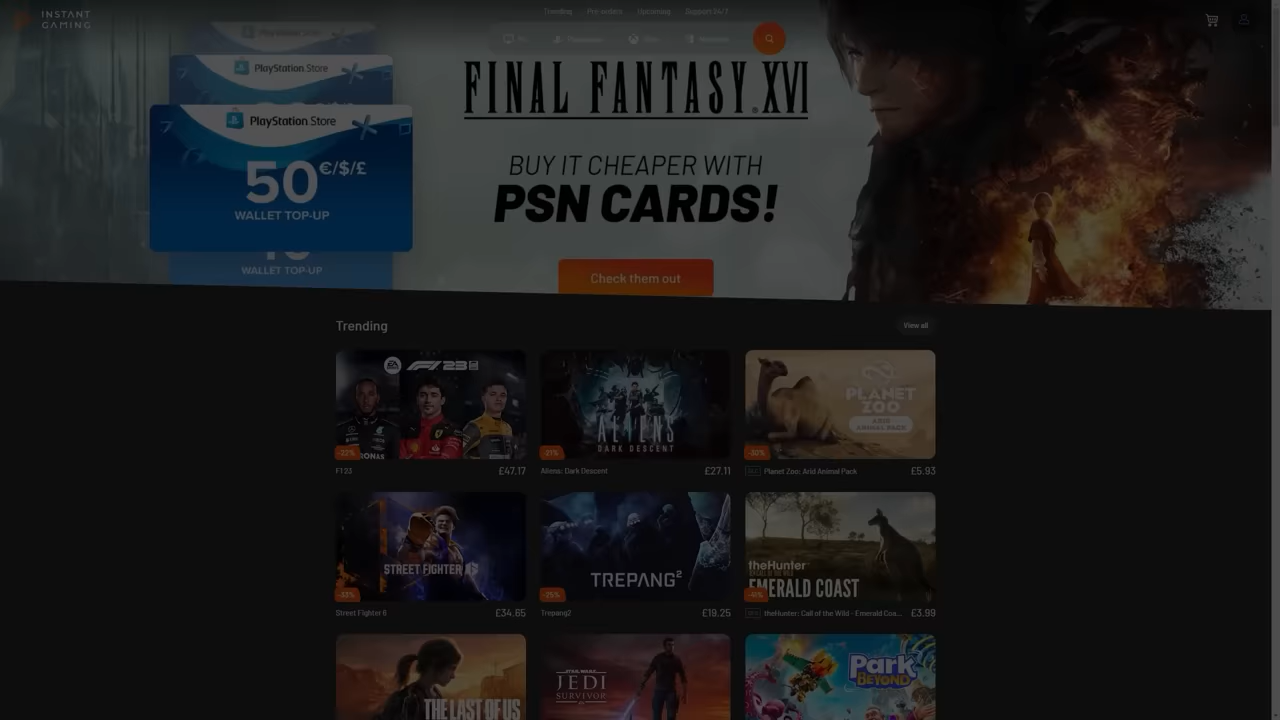 INSTANT
GAMING
Trending
Pre-orders
Upcoming
Support 24/7
PlayStation Store
PlayStation Store
PlayStation Store
50 €/$/£
WALLET TOP-UP
WALLET TOP-UP
FINAL FANTASY XVI
BUY IT CHEAPER WITH
PSN CARDS!
Check them out
Trending
View all
EA
F1 23
-22%
F1 23
£47.17
ALIENS
DARK DESCENT
Aliens: Dark Descent
£27.11
PLANET
ZOO
ARID
ANIMAL PACK
-30%
Planet Zoo: Arid Animal Pack
£5.93
STREET FIGHTER 6
-33%
Street Fighter 6
£34.65
TREPANG²
-25%
Trepang2
£19.25
theHunter
EMERALD COAST
theHunter: Call of the Wild - Emerald Coa...
£3.99
THE LAST OF US
STAR WARS
JEDI
SURVIVOR
Park
BEYOND